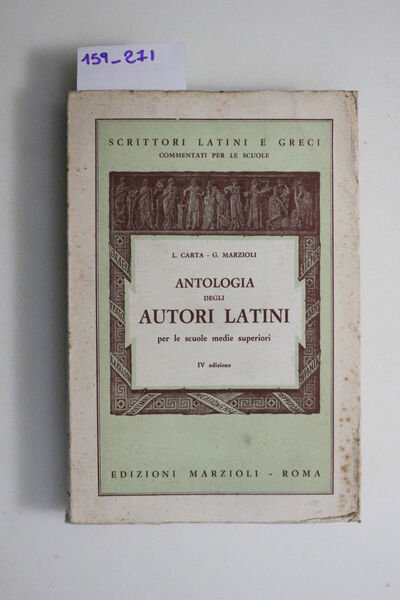 159_271
SCRITTORI LATINI E GRECI
COMMENTATI PER LE SCUOLE
L. CARTA - G. MARZIOLI
ANTOLOGIA
DEGLI
AUTORI LATINI
per le scuole medie superiori
IV edizione
EDIZIONI MARZIOLI - ROMA